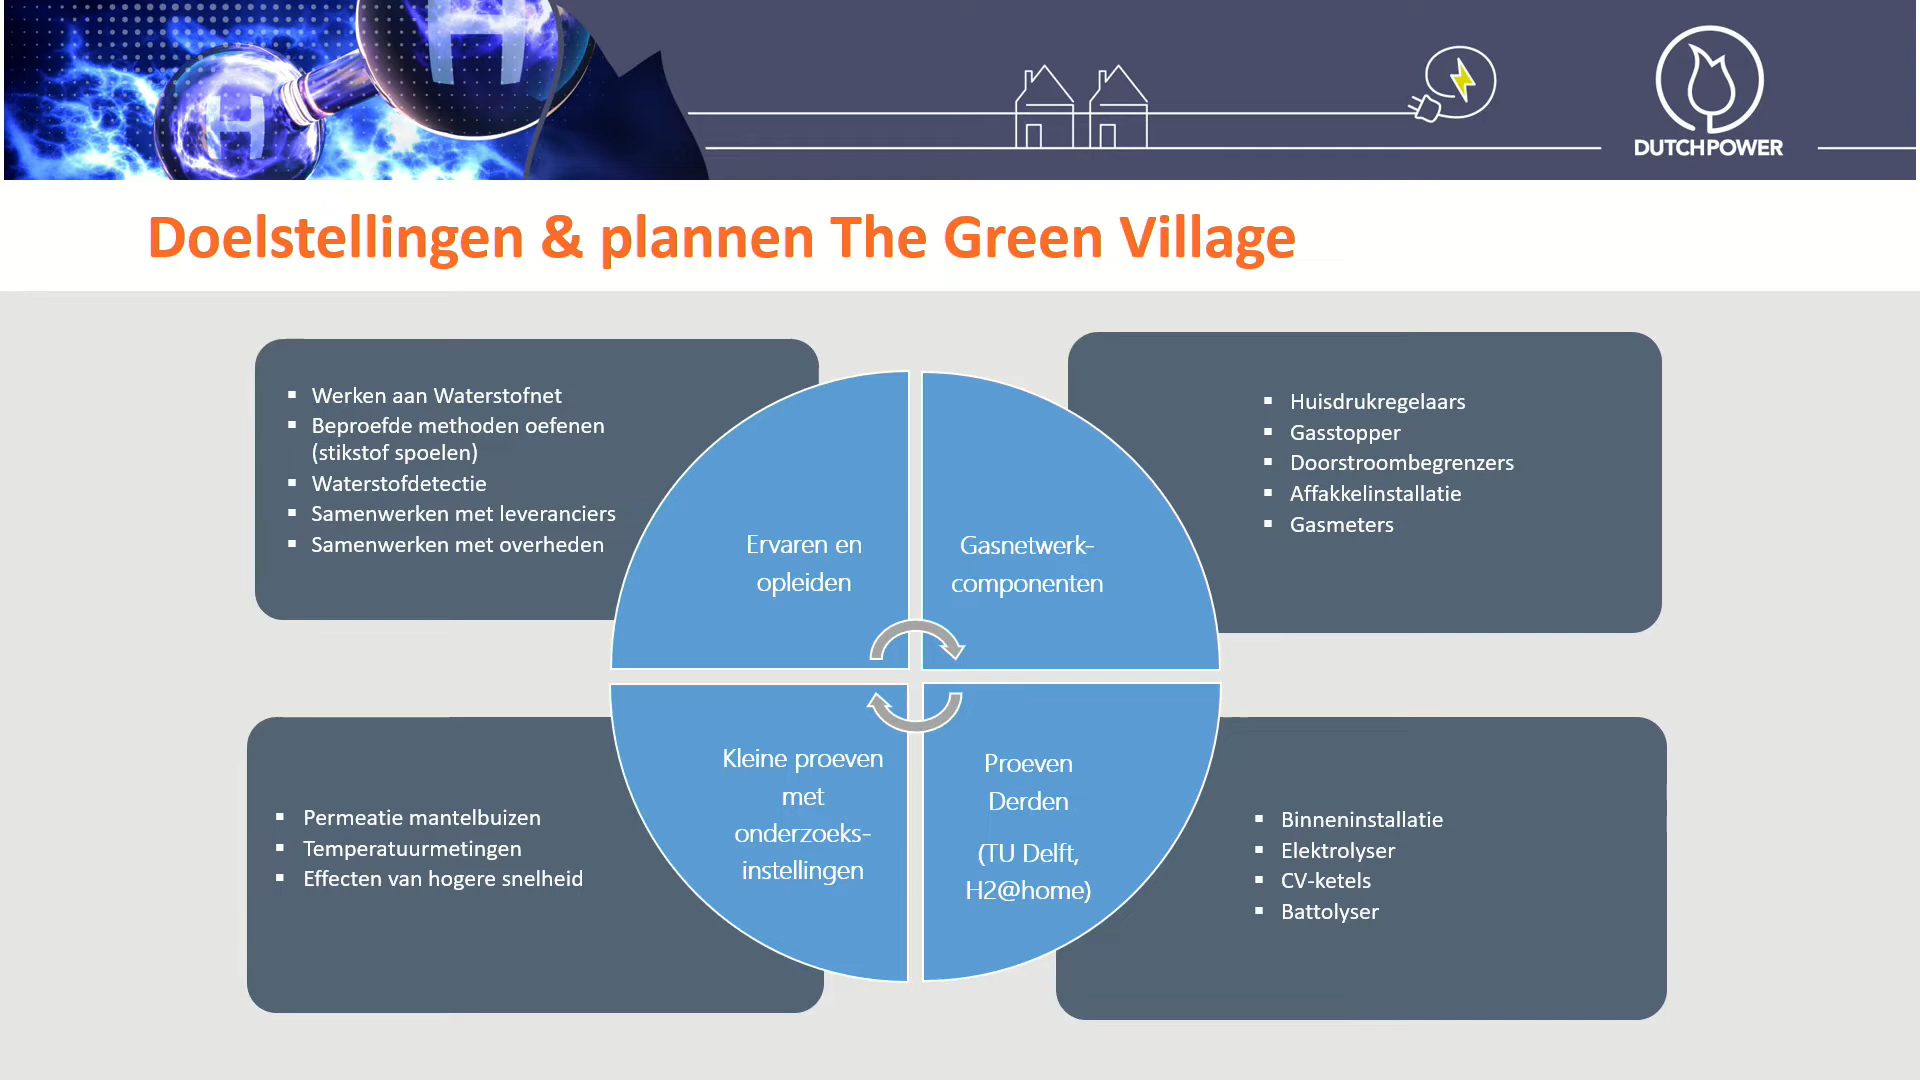 H
H
DUTCH POWER
Doelstellingen & plannen The Green Village
Werken aan Waterstofnet
Beproefde methoden oefenen
(stikstof spoelen)
Waterstofdetectie
Samenwerken met leveranciers
Samenwerken met overheden
Ervaren en
opleiden
Gasnetwerk-
componenten
Huisdrukregelaars
Gasstopper
Doorstroombegrenzers
Affakkelinstallatie
Gasmeters
Permeatie mantelbuizen
Temperatuurmetingen
Effecten van hogere snelheid
Kleine proeven
met
onderzoeks-
instellingen
Proeven
Derden
(TU Delft,
H2@home)
Binneninstallatie
Elektrolyser
CV-ketels
Battolyser